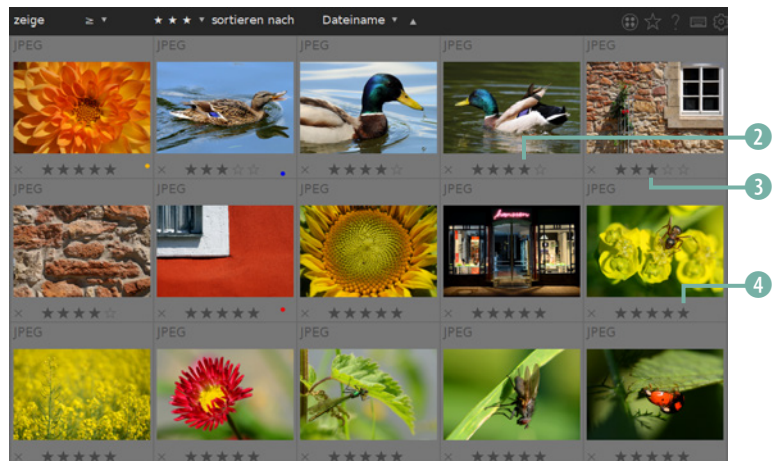 zeige ≥ ▾ ★ ★ ★ ▾ sortieren nach Dateiname ▾ ▴
JPEG JPEG JPEG JPEG JPEG
2
× ★★★★★ × ★★★☆☆ × ★★★★☆ × ★★★★☆ × ★★★☆☆
3
JPEG JPEG JPEG JPEG JPEG
× ★★★★☆ × ★★★★★ × ★★★★★ × ★★★★★ × ★★★★★
4
JPEG JPEG JPEG JPEG JPEG
× ★★★★★ × ★★★★★ × ★★★★★ × ★★★★★ × ★★★★★